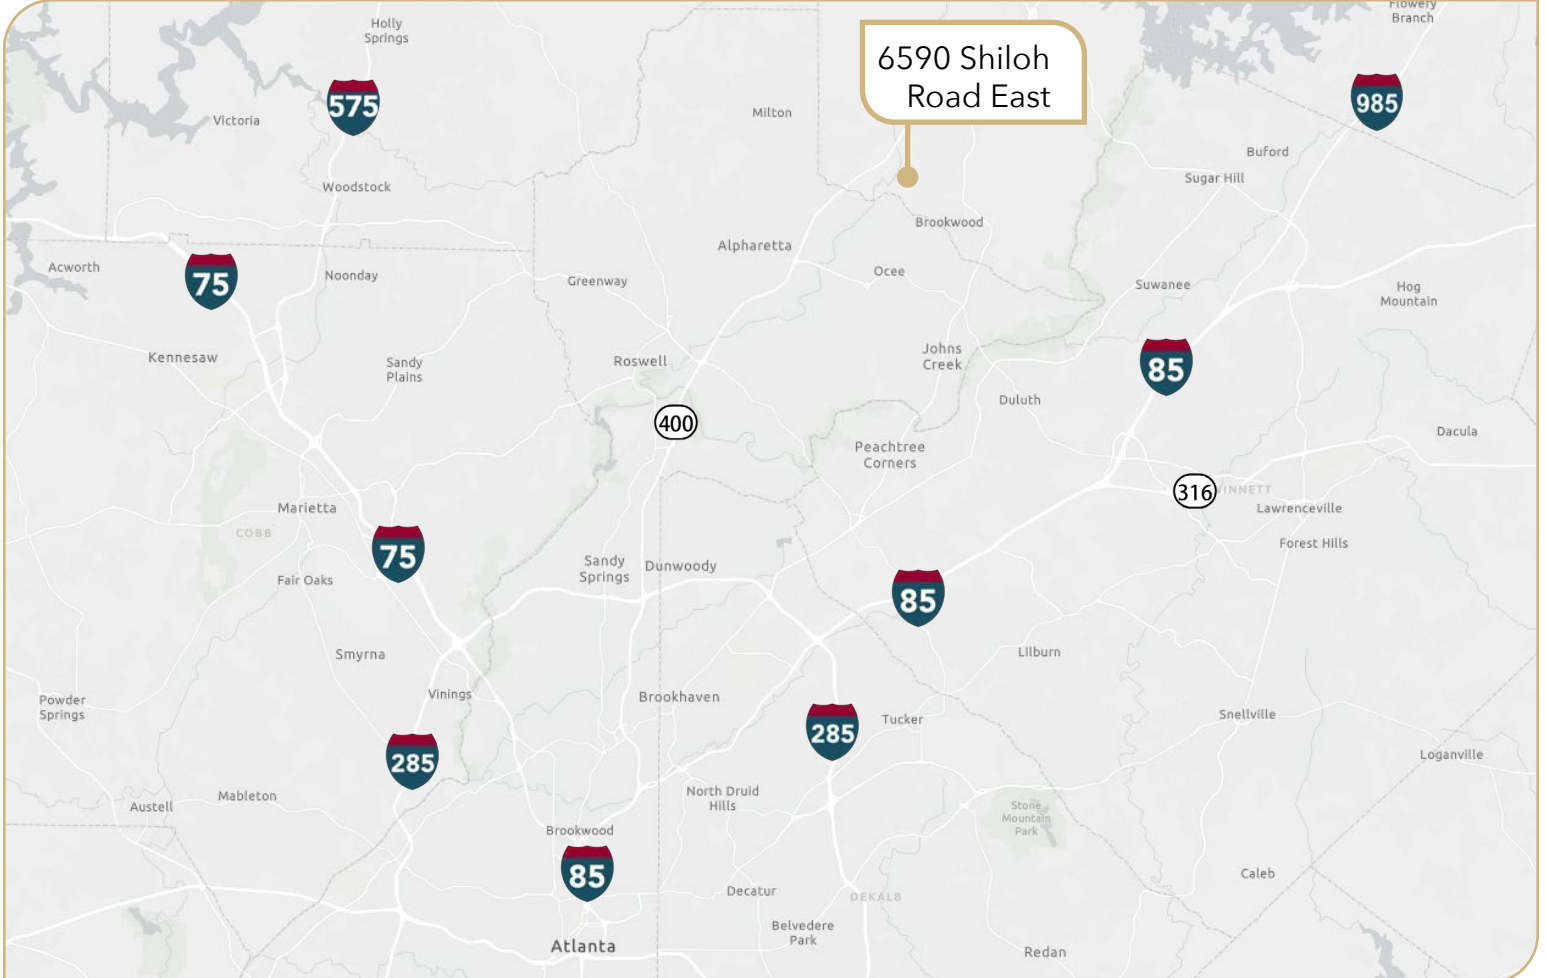 Holly
Springs
Flowery
Branch
6590 Shiloh
Road East
575
985
Victoria
Milton
Buford
Woodstock
Sugar Hill
Brookwood
Alpharetta
Acworth
75
Noonday
Greenway
Ocee
Suwanee
Hog
Mountain
Kennesaw
Sandy
Plains
Roswell
Johns
Creek
85
Duluth
400
Peachtree
Corners
Dacula
316
WINNETT
Marietta
Lawrenceville
COBB
75
Forest Hills
Sandy
Springs
Dunwoody
Fair Oaks
85
Smyrna
Lilburn
Vinings
Brookhaven
Powder
Springs
285
Tucker
Snellville
285
Loganville
Mableton
Austell
North Druid
Hills
Stone
Mountain
Park
Brookwood
85
Decatur
DEKALB
Caleb
Belvedere
Park
Atlanta
Redan